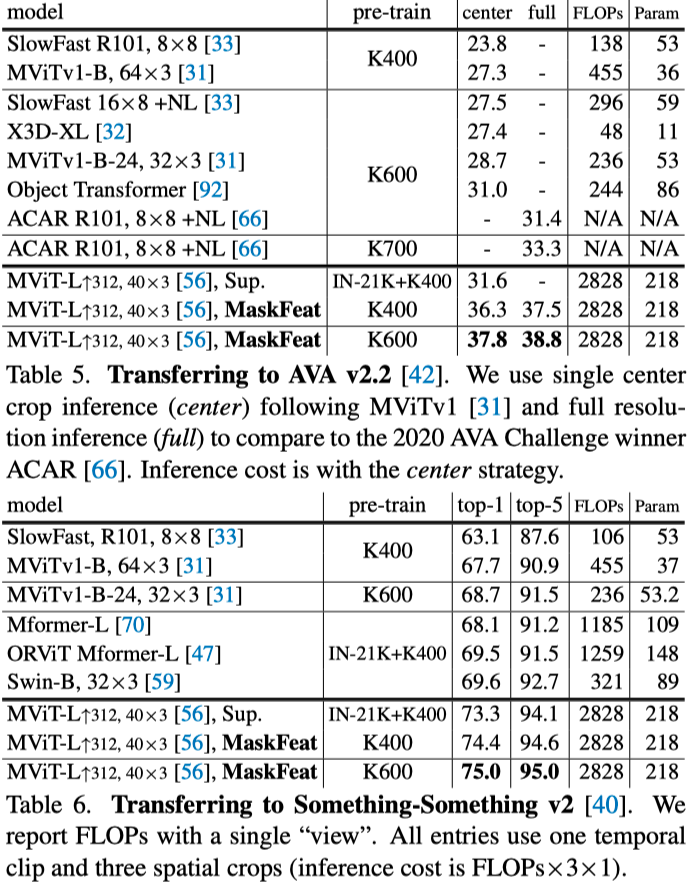 model pre-train center full FLOPs Param
SlowFast R101, 8×8 [33] K400 23.8 - 138 53
MViTv1-B, 64×3 [31] 27.3 - 455 36
SlowFast 16×8 +NL [33] K600 27.5 - 296 59
X3D-XL [32] 27.4 - 48 11
MViTv1-B-24, 32×3 [31] 28.7 - 236 53
Object Transformer [92] 31.0 - 244 86
ACAR R101, 8×8 +NL [66] - 31.4 N/A N/A
ACAR R101, 8×8 +NL [66] K700 - 33.3 N/A N/A
MViT-L↑312, 40×3 [56], Sup. IN-21K+K400 31.6 - 2828 218
MViT-L↑312, 40×3 [56], MaskFeat K400 36.3 37.5 2828 218
MViT-L↑312, 40×3 [56], MaskFeat K600 37.8 38.8 2828 218
Table 5. Transferring to AVA v2.2 [42]. We use single center
crop inference (center) following MViTv1 [31] and full resolu-
tion inference (full) to compare to the 2020 AVA Challenge winner
ACAR [66]. Inference cost is with the center strategy.
model pre-train top-1 top-5 FLOPs Param
SlowFast, R101, 8×8 [33] K400 63.1 87.6 106 53
MViTv1-B, 64×3 [31] 67.7 90.9 455 37
MViTv1-B-24, 32×3 [31] K600 68.7 91.5 236 53.2
Mformer-L [70] IN-21K+K400 68.1 91.2 1185 109
ORViT Mformer-L [47] 69.5 91.5 1259 148
Swin-B, 32×3 [59] 69.6 92.7 321 89
MViT-L↑312, 40×3 [56], Sup. IN-21K+K400 73.3 94.1 2828 218
MViT-L↑312, 40×3 [56], MaskFeat K400 74.4 94.6 2828 218
MViT-L↑312, 40×3 [56], MaskFeat K600 75.0 95.0 2828 218
Table 6. Transferring to Something-Something v2 [40]. We
report FLOPs with a single “view”. All entries use one temporal
clip and three spatial crops (inference cost is FLOPs×3×1).